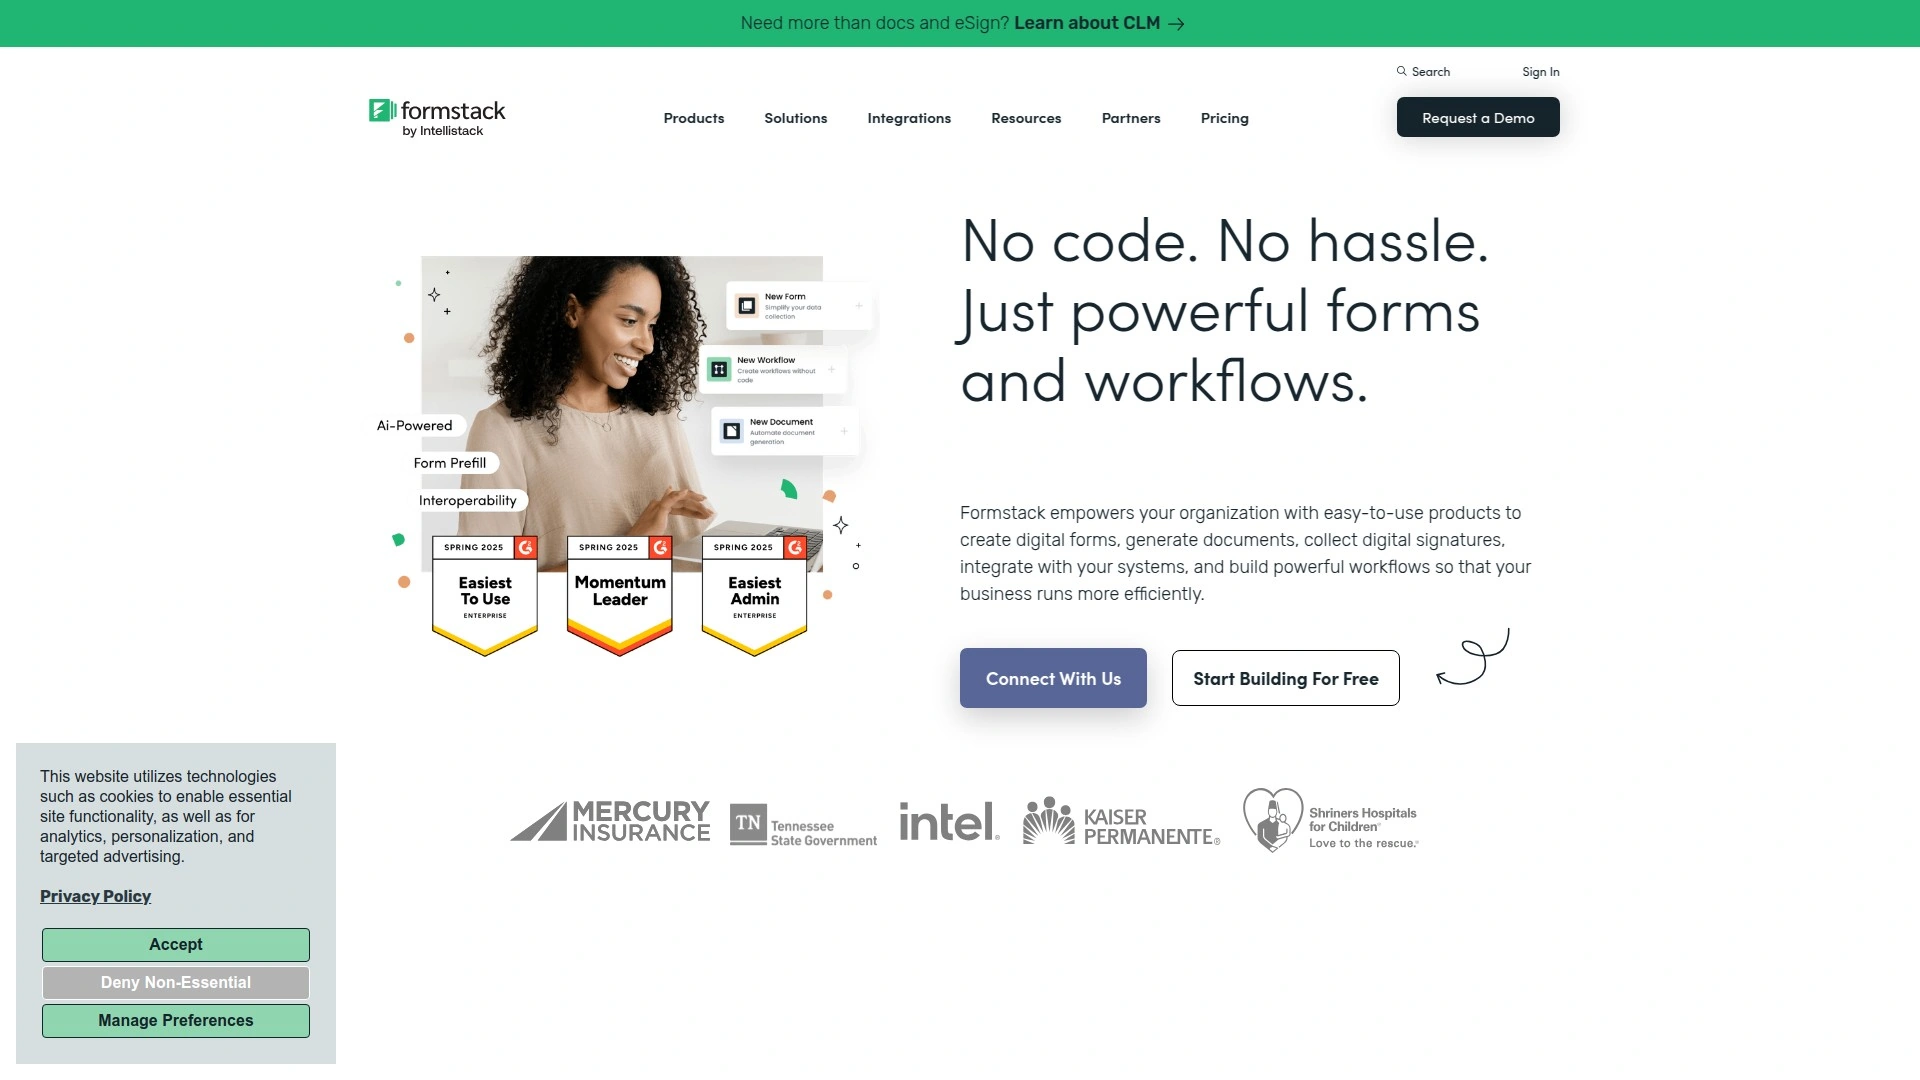 Need more than docs and eSign? Learn about CLM →
Search
Sign In
formstack
by Intellistack
Products
Solutions
Integrations
Resources
Partners
Pricing
Request a Demo
No code. No hassle.
Just powerful forms
and workflows.
New Form
Simplify your data
collection
New Workflow
Create workflows without
code
New Document
Automate document
generation
Ai-Powered
Form Prefill
Interoperability
SPRING 2025
Easiest
To Use
ENTERPRISE
SPRING 2025
Momentum
Leader
SPRING 2025
Easiest
Admin
ENTERPRISE
Formstack empowers your organization with easy-to-use products to
create digital forms, generate documents, collect digital signatures,
integrate with your systems, and build powerful workflows so that your
business runs more efficiently.
Connect With Us
Start Building For Free
MERCURY
INSURANCE
TN
Tennessee
State Government
intel®
KAISER
PERMANENTE®
Shriners Hospitals
for Children®
Love to the rescue.®
This website utilizes technologies
such as cookies to enable essential
site functionality, as well as for
analytics, personalization, and
targeted advertising.
Privacy Policy
Accept
Deny Non-Essential
Manage Preferences